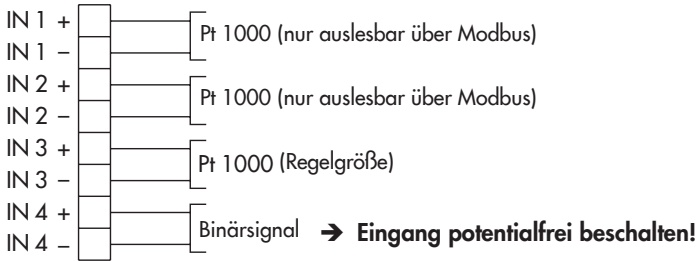 IN 1 +
IN 1 –
Pt 1000 (nur auslesbar über Modbus)
IN 2 +
IN 2 –
Pt 1000 (nur auslesbar über Modbus)
IN 3 +
IN 3 –
Pt 1000 (Regelgröße)
IN 4 +
IN 4 –
Binärsignal ➔ Eingang potentialfrei beschalten!